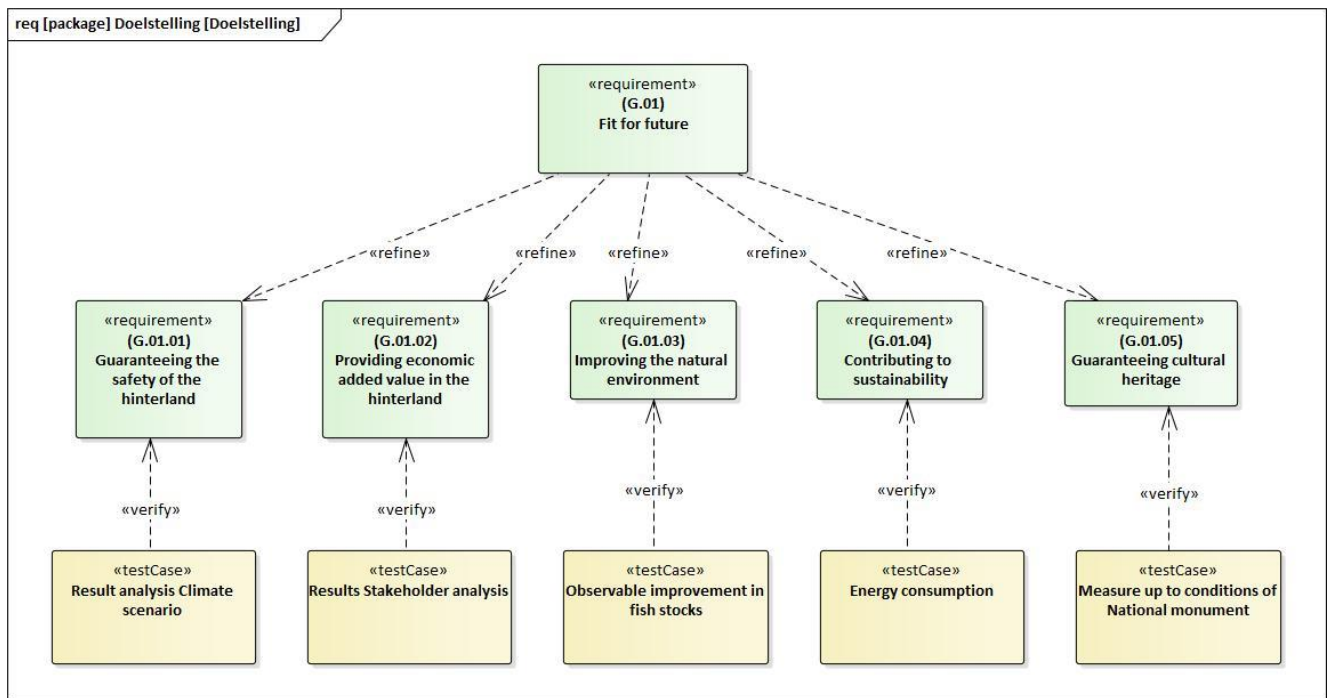 req [package] Doelstelling [Doelstelling]
«requirement»
(G.01)
Fit for future
«refine»
«refine»
«refine»
«refine»
«refine»
«requirement»
(G.01.01)
Guaranteeing the
safety of the
hinterland
«requirement»
(G.01.02)
Providing economic
added value in the
hinterland
«requirement»
(G.01.03)
Improving the natural
environment
«requirement»
(G.01.04)
Contributing to
sustainability
«requirement»
(G.01.05)
Guaranteeing cultural
heritage
«verify»
«verify»
«verify»
«verify»
«verify»
«testCase»
Result analysis Climate
scenario
«testCase»
Results Stakeholder analysis
«testCase»
Observable improvement in
fish stocks
«testCase»
Energy consumption
«testCase»
Measure up to conditions of
National monument